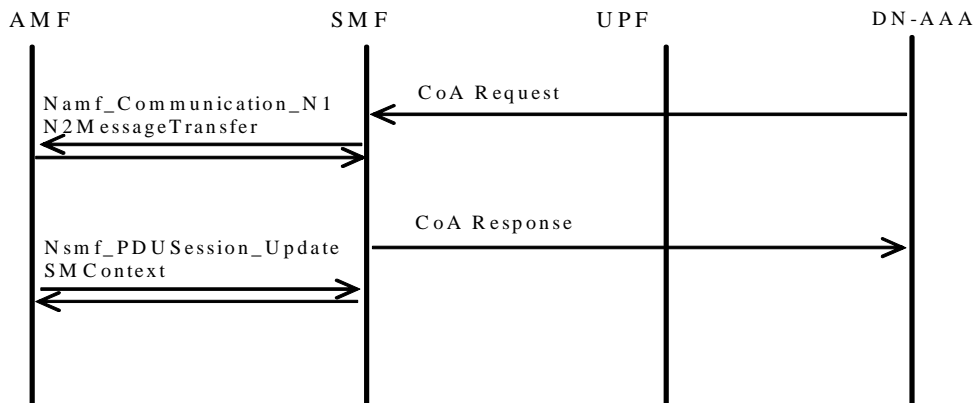 AMF SMF UPF DN-AAA
CoA Request
Namf_Communication_N1
N2MessageTransfer
CoA Response
Nsmf_PDUSession_Update
SMContext